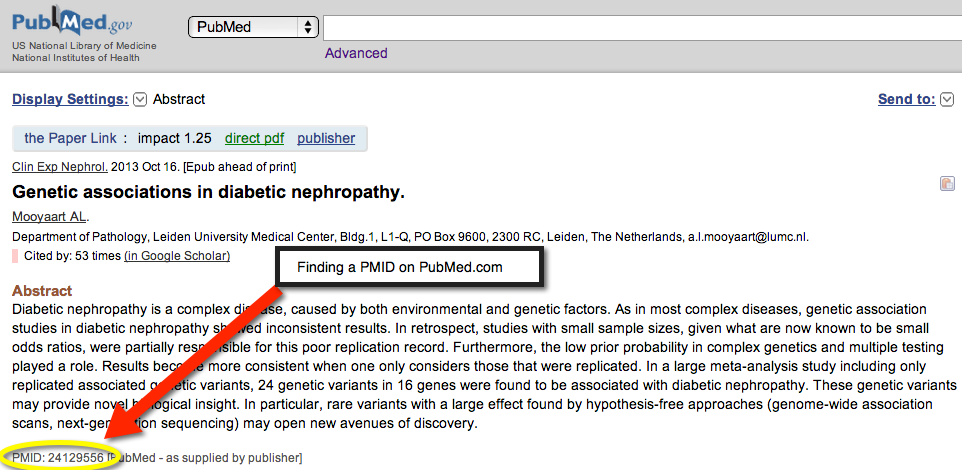 PubMed.gov
US National Library of Medicine
National Institutes of Health
PubMed
Advanced
Display Settings: Abstract
Send to:
the Paper Link : impact 1.25 direct pdf publisher
Clin Exp Nephrol. 2013 Oct 16. [Epub ahead of print]
Genetic associations in diabetic nephropathy.
Mooyaart AL.
Department of Pathology, Leiden University Medical Center, Bldg.1, L1-Q, PO Box 9600, 2300 RC, Leiden, The Netherlands, a.l.mooyaart@lumc.nl.
Cited by: 53 times (in Google Scholar)
Finding a PMID on PubMed.com
Abstract
Diabetic nephropathy is a complex disease, caused by both environmental and genetic factors. As in most complex diseases, genetic association
studies in diabetic nephropathy showed inconsistent results. In retrospect, studies with small sample sizes, given what are now known to be small
odds ratios, were partially responsible for this poor replication record. Furthermore, the low prior probability in complex genetics and multiple testing
played a role. Results become more consistent when one only considers those that were replicated. In a large meta-analysis study including only
replicated associated genetic variants, 24 genetic variants in 16 genes were found to be associated with diabetic nephropathy. These genetic variants
may provide novel biological insight. In particular, rare variants with a large effect found by hypothesis-free approaches (genome-wide association
scans, next-generation sequencing) may open new avenues of discovery.
PMID: 24129556 [PubMed - as supplied by publisher]